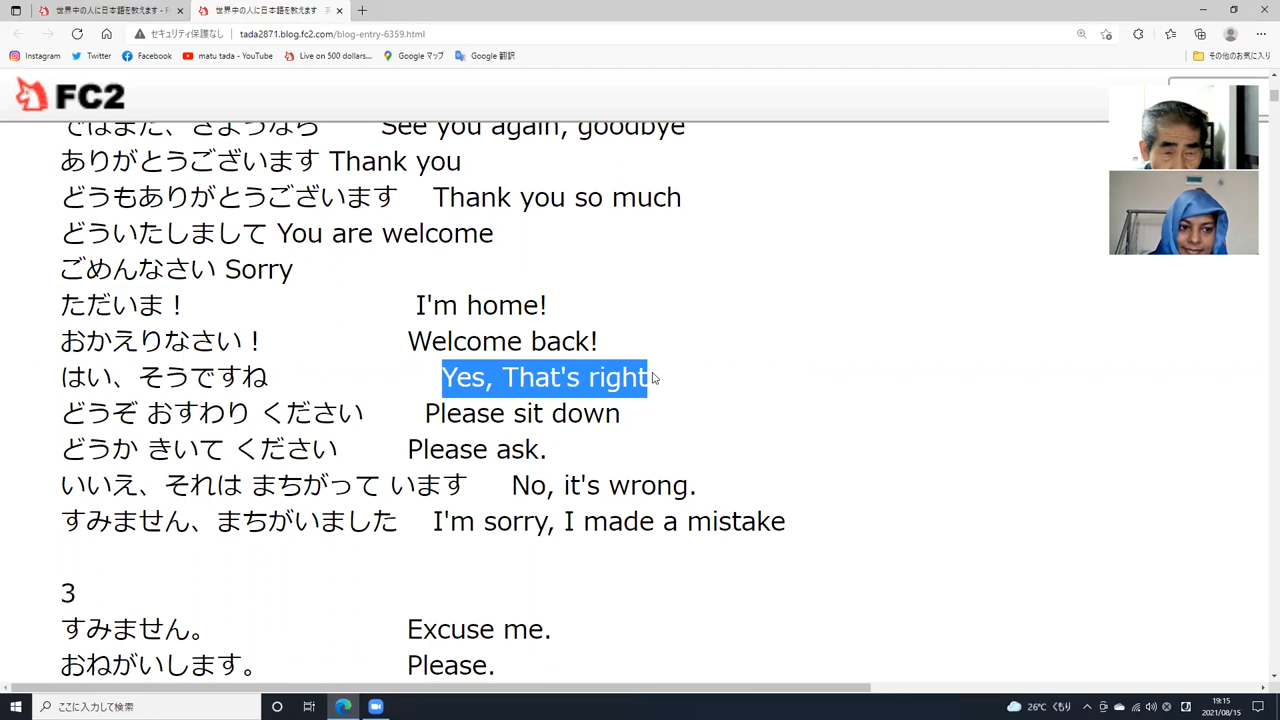 世界中の人に日本語を教えます - F
世界中の人に日本語を教えます
セキュリティ保護なし
tada2871.blog.fc2.com/blog-entry-6359.html
Instagram
Twitter
Facebook
matu tada - YouTube
Live on 500 dollars...
Google マップ
Google 翻訳
その他のお気に入り
FC2
ではまた、さようなら See you again, goodbye
ありがとうございます Thank you
どうもありがとうございます Thank you so much
どういたしまして You are welcome
ごめんなさい Sorry
ただいま! I'm home!
おかえりなさい! Welcome back!
はい、そうですね Yes, That's right
どうぞ おすわり ください Please sit down
どうか きいて ください Please ask.
いいえ、それは まちがって います No, it's wrong.
すみません、まちがいました I'm sorry, I made a mistake
3
すみません。 Excuse me.
おねがいします。 Please.
ここに入力して検索
26℃ くもり
19:15
2021/08/15